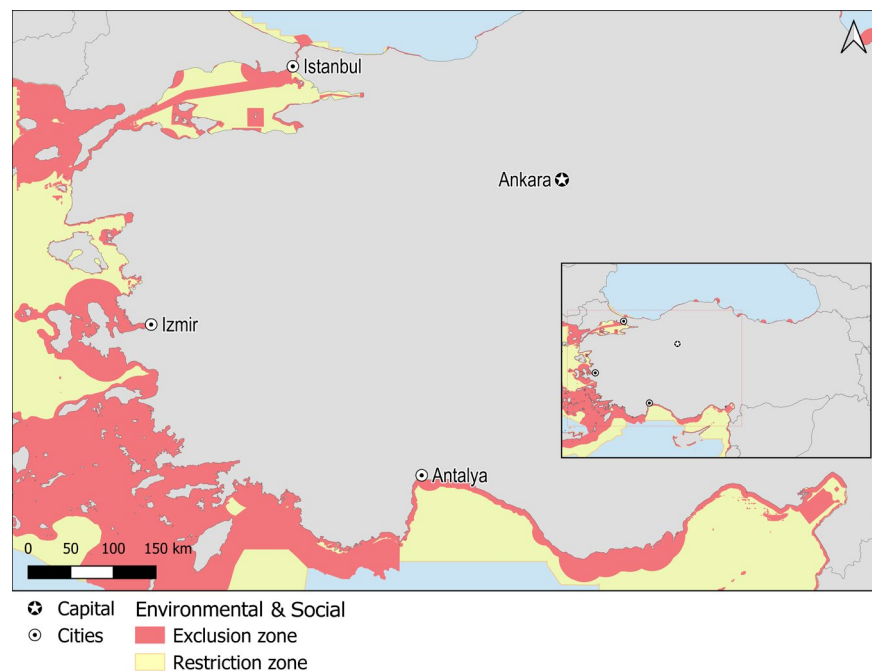 Istanbul
Ankara
Izmir
Antalya
0 50 100 150 km
Capital Environmental & Social
Cities Exclusion zone
Restriction zone